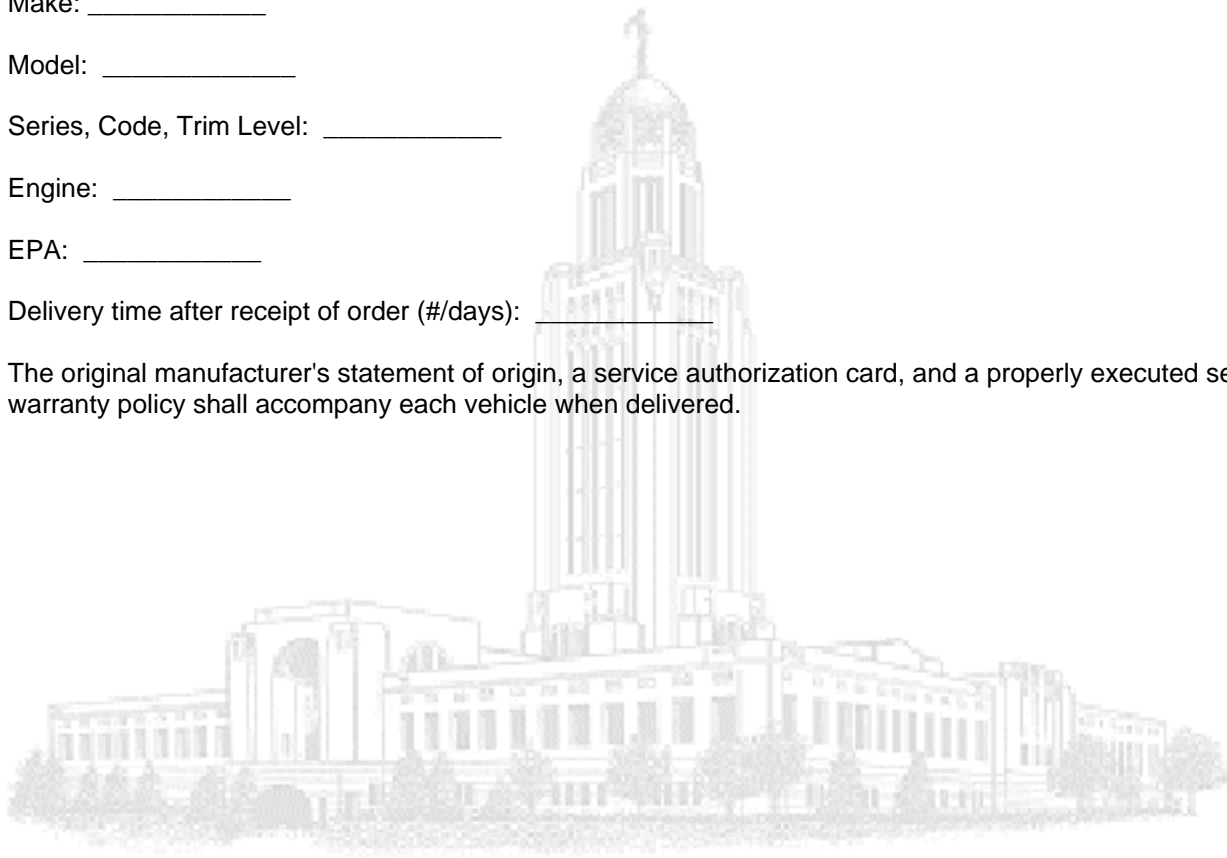 Make: ____________
Model: _____________
Series, Code, Trim Level: ____________
Engine: ____________
EPA: ____________
Delivery time after receipt of order (#/days): ____________
The original manufacturer's statement of origin, a service authorization card, and a properly executed
warranty policy shall accompany each vehicle when delivered.